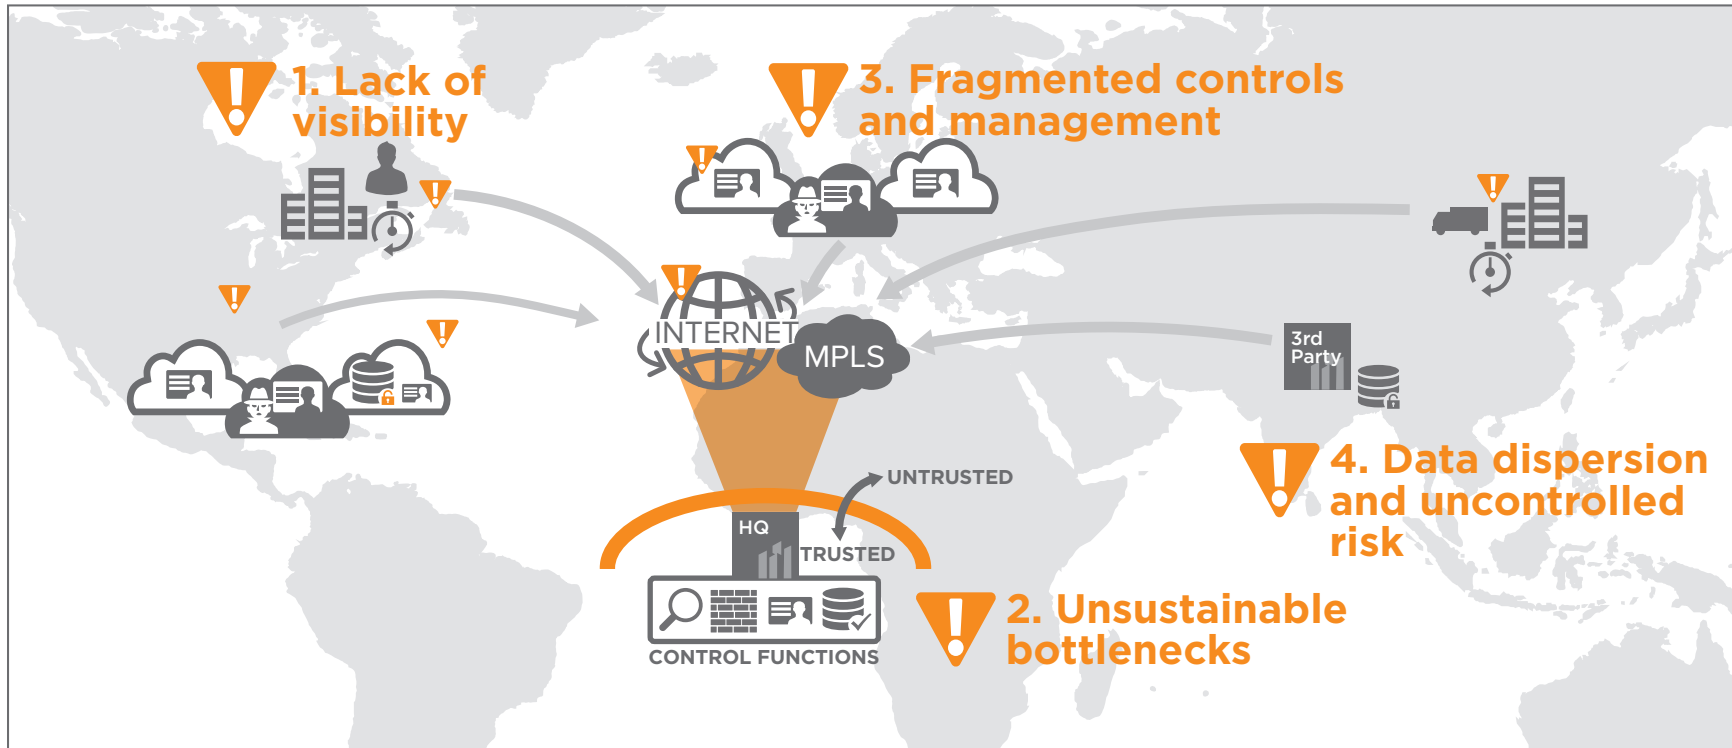 1. Lack of
visibility
3. Fragmented controls
and management
INTERNET
MPLS
3rd
Party
4. Data dispersion
and uncontrolled
risk
UNTRUSTED
HQ
TRUSTED
CONTROL FUNCTIONS
2. Unsustainable
bottlenecks